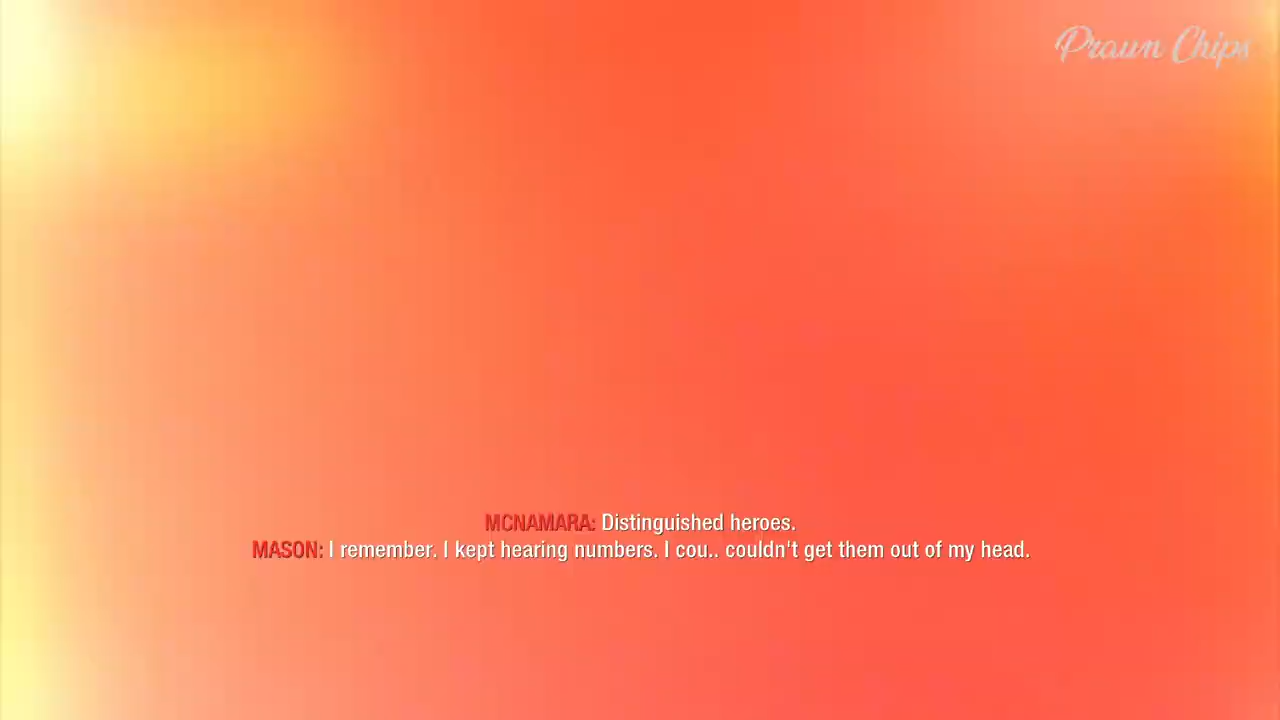 Praun Chips
MCNAMARA: Distinguished heroes.
MASON: I remember. I kept hearing numbers. I cou.. couldn't get them out of my head.